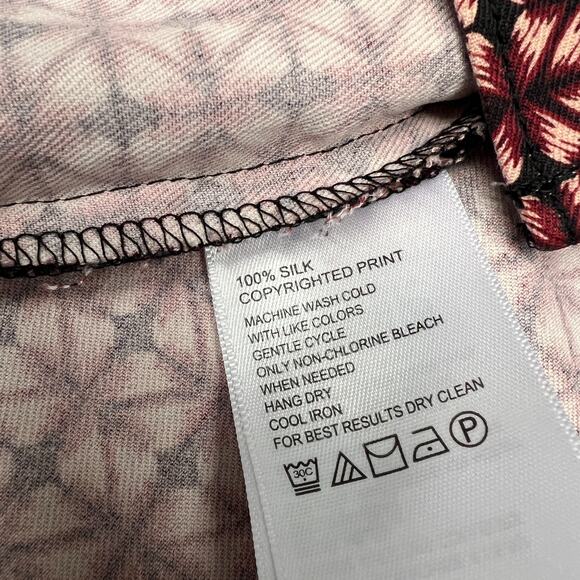 100% SILK
COPYRIGHTED PRINT
MACHINE WASH COLD
WITH LIKE COLORS
GENTLE CYCLE
ONLY NON-CHLORINE BLEACH
WHEN NEEDED
HANG DRY
COOL IRON
FOR BEST RESULTS DRY CLEAN
30C P